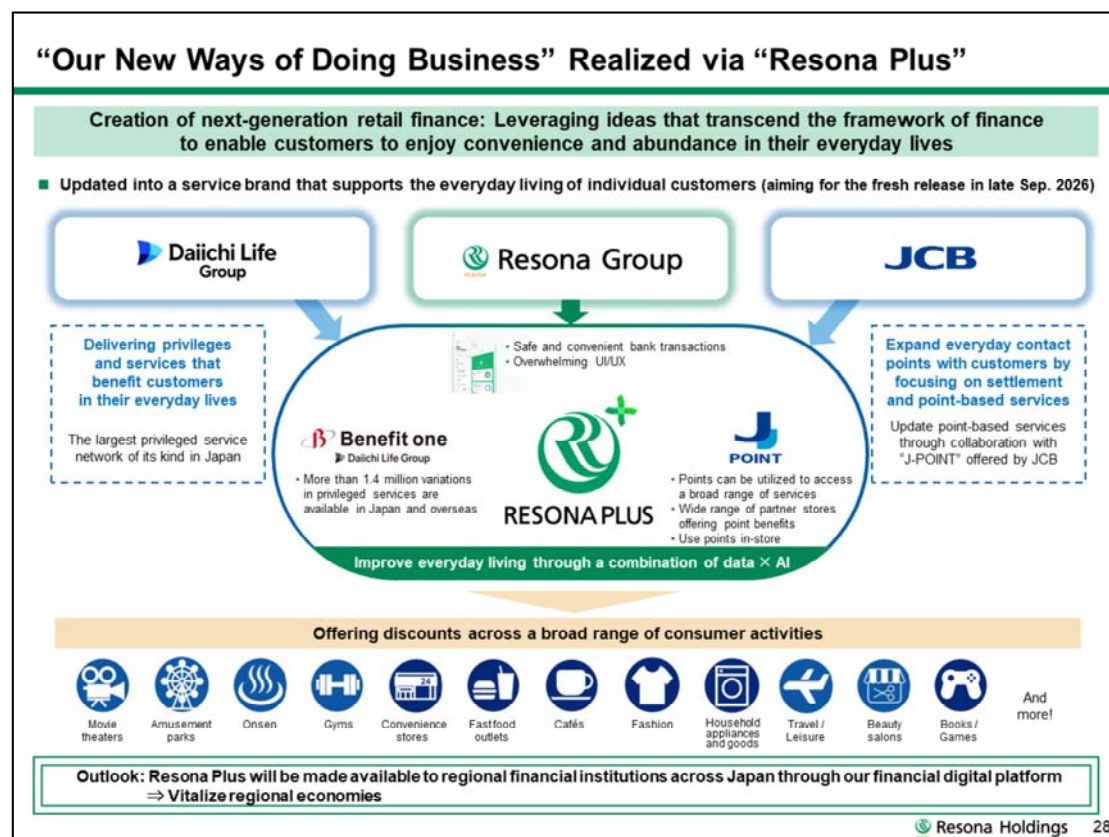 “Our New Ways of Doing Business” Realized via “Resona Plus”
Creation of next-generation retail finance: Leveraging ideas that transcend the framework of finance
to enable customers to enjoy convenience and abundance in their everyday lives
■ Updated into a service brand that supports the everyday living of individual customers (aiming for the fresh release in late Sep. 2026)
Daiichi Life
Group
RESONA
Resona Group
JCB
Delivering privileges
and services that
benefit customers
in their everyday lives
The largest privileged service
network of its kind in Japan
• Safe and convenient bank transactions
• Overwhelming UI/UX
Benefit one
Daiichi Life Group
• More than 1.4 million variations
in privileged services are
available in Japan and overseas
RESONA PLUS
J
POINT
• Points can be utilized to access
a broad range of services
• Wide range of partner stores
offering point benefits
• Use points in-store
Expand everyday contact
points with customers by
focusing on settlement
and point-based services
Update point-based services
through collaboration with
“J-POINT” offered by JCB
Improve everyday living through a combination of data × AI
Offering discounts across a broad range of consumer activities
24
Movie
theaters
Amusement
parks
Onsen
Gyms
Convenience
stores
Fastfood
outlets
Cafés
Fashion
Household
appliances
and goods
Travel /
Leisure
Beauty
salons
Books /
Games
And
more!
Outlook: Resona Plus will be made available to regional financial institutions across Japan through our financial digital platform
⇒ Vitalize regional economies
Resona Holdings 28